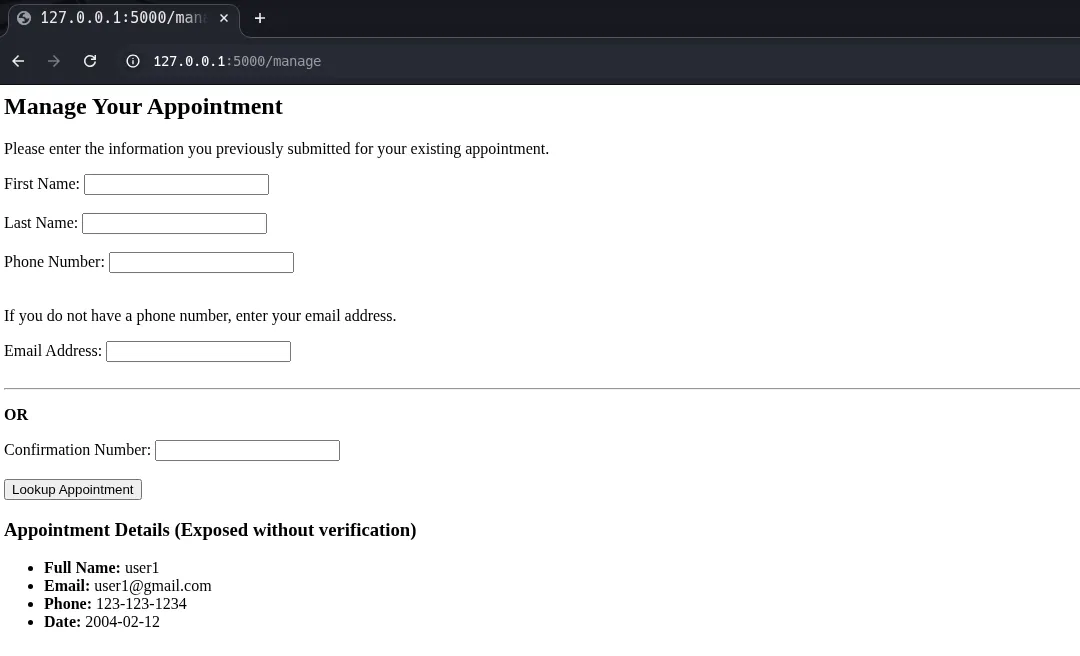 127.0.0.1:5000/man
127.0.0.1:5000/manage
Manage Your Appointment
Please enter the information you previously submitted for your existing appointment.
First Name:
Last Name:
Phone Number:
If you do not have a phone number, enter your email address.
Email Address:
OR
Confirmation Number:
Lookup Appointment
Appointment Details (Exposed without verification)
Full Name: user1
Email: user1@gmail.com
Phone: 123-123-1234
Date: 2004-02-12